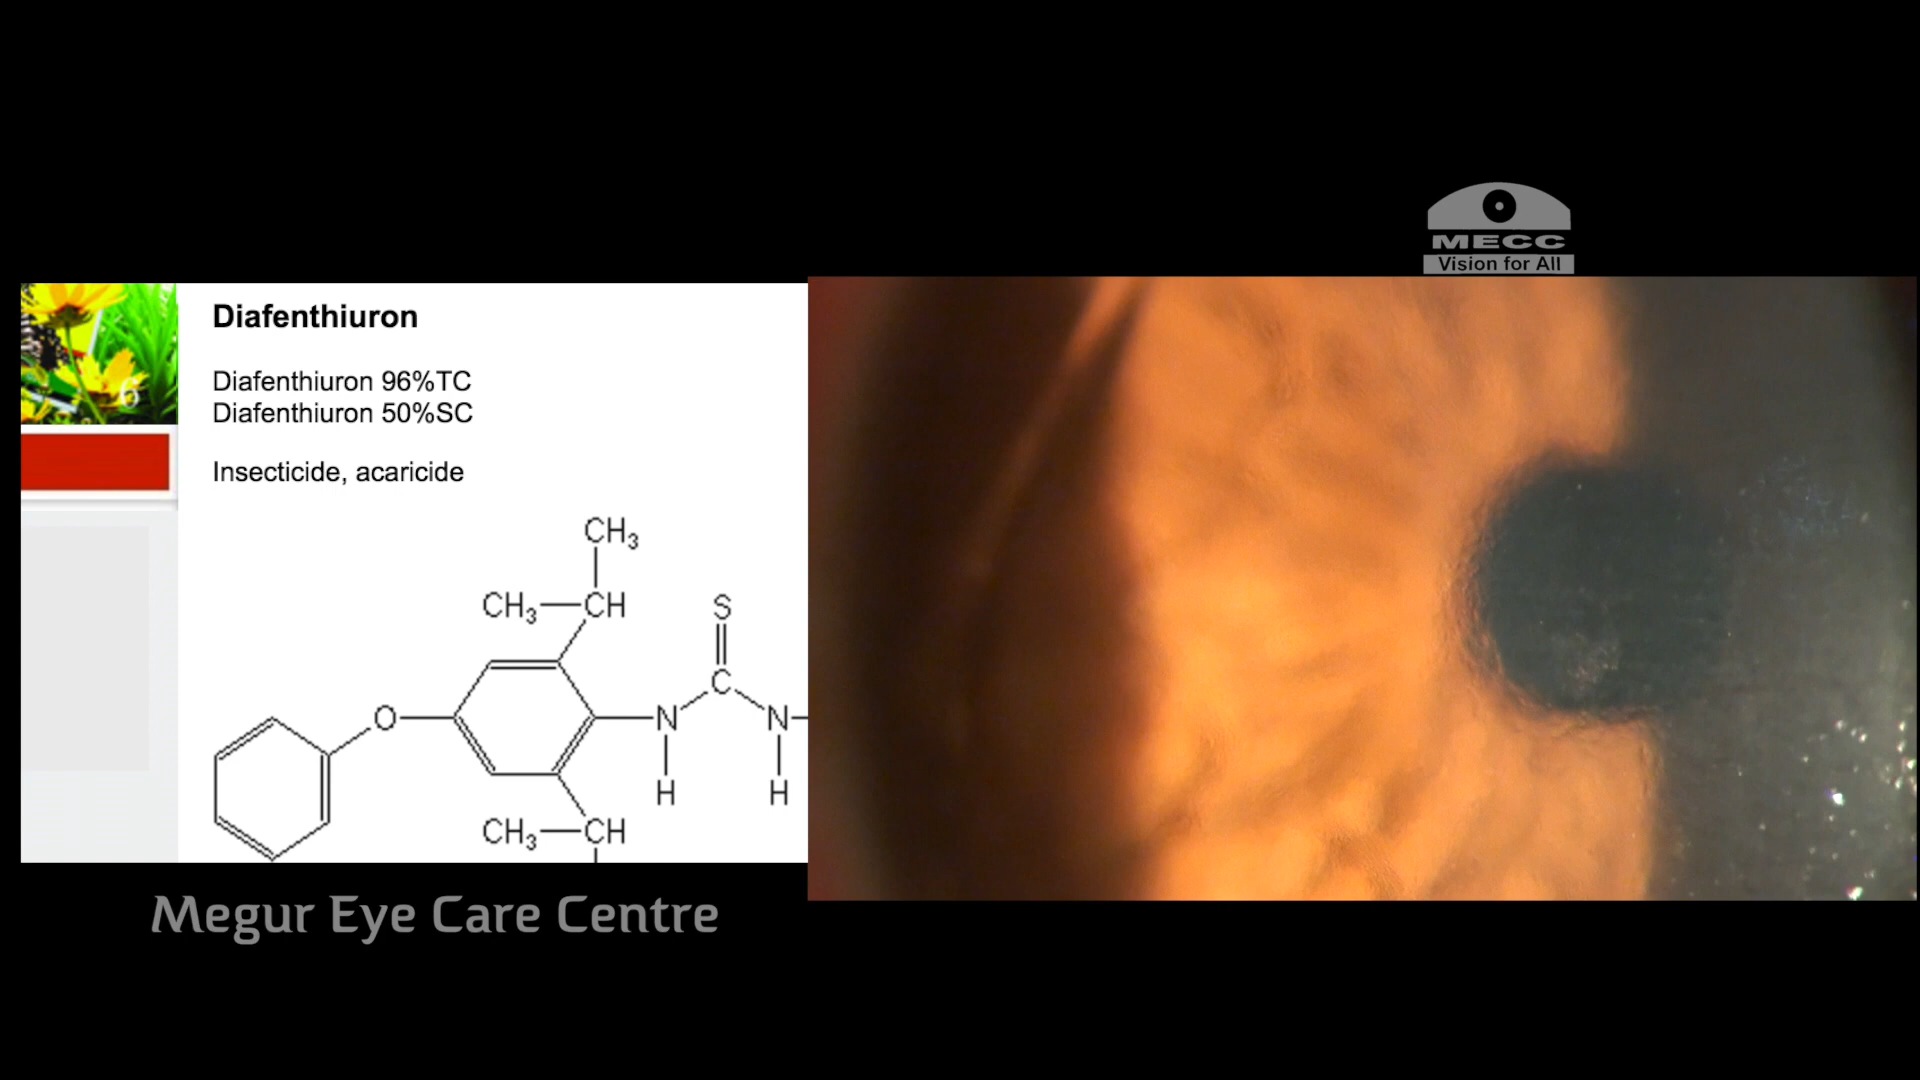 MECC
Vision for All
Diafenthiuron
Diafenthiuron 96%TC
Diafenthiuron 50%SC
Insecticide, acaricide
CH₃
CH₃ CH S
C
O N N
H H
CH₃ CH
Megur Eye Care Centre